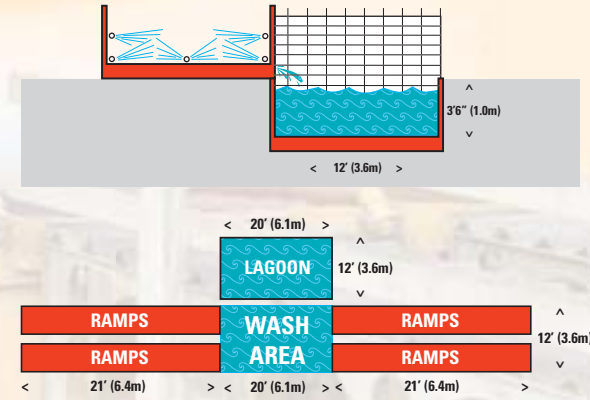 3'6" (1.0m)
< 12' (3.6m) >
< 20' (6.1m) >
LAGOON
12' (3.6m)
RAMPS
WASH
AREA
RAMPS
RAMPS
RAMPS
12' (3.6m)
< 21' (6.4m) >
< 20' (6.1m) >
< 21' (6.4m) >